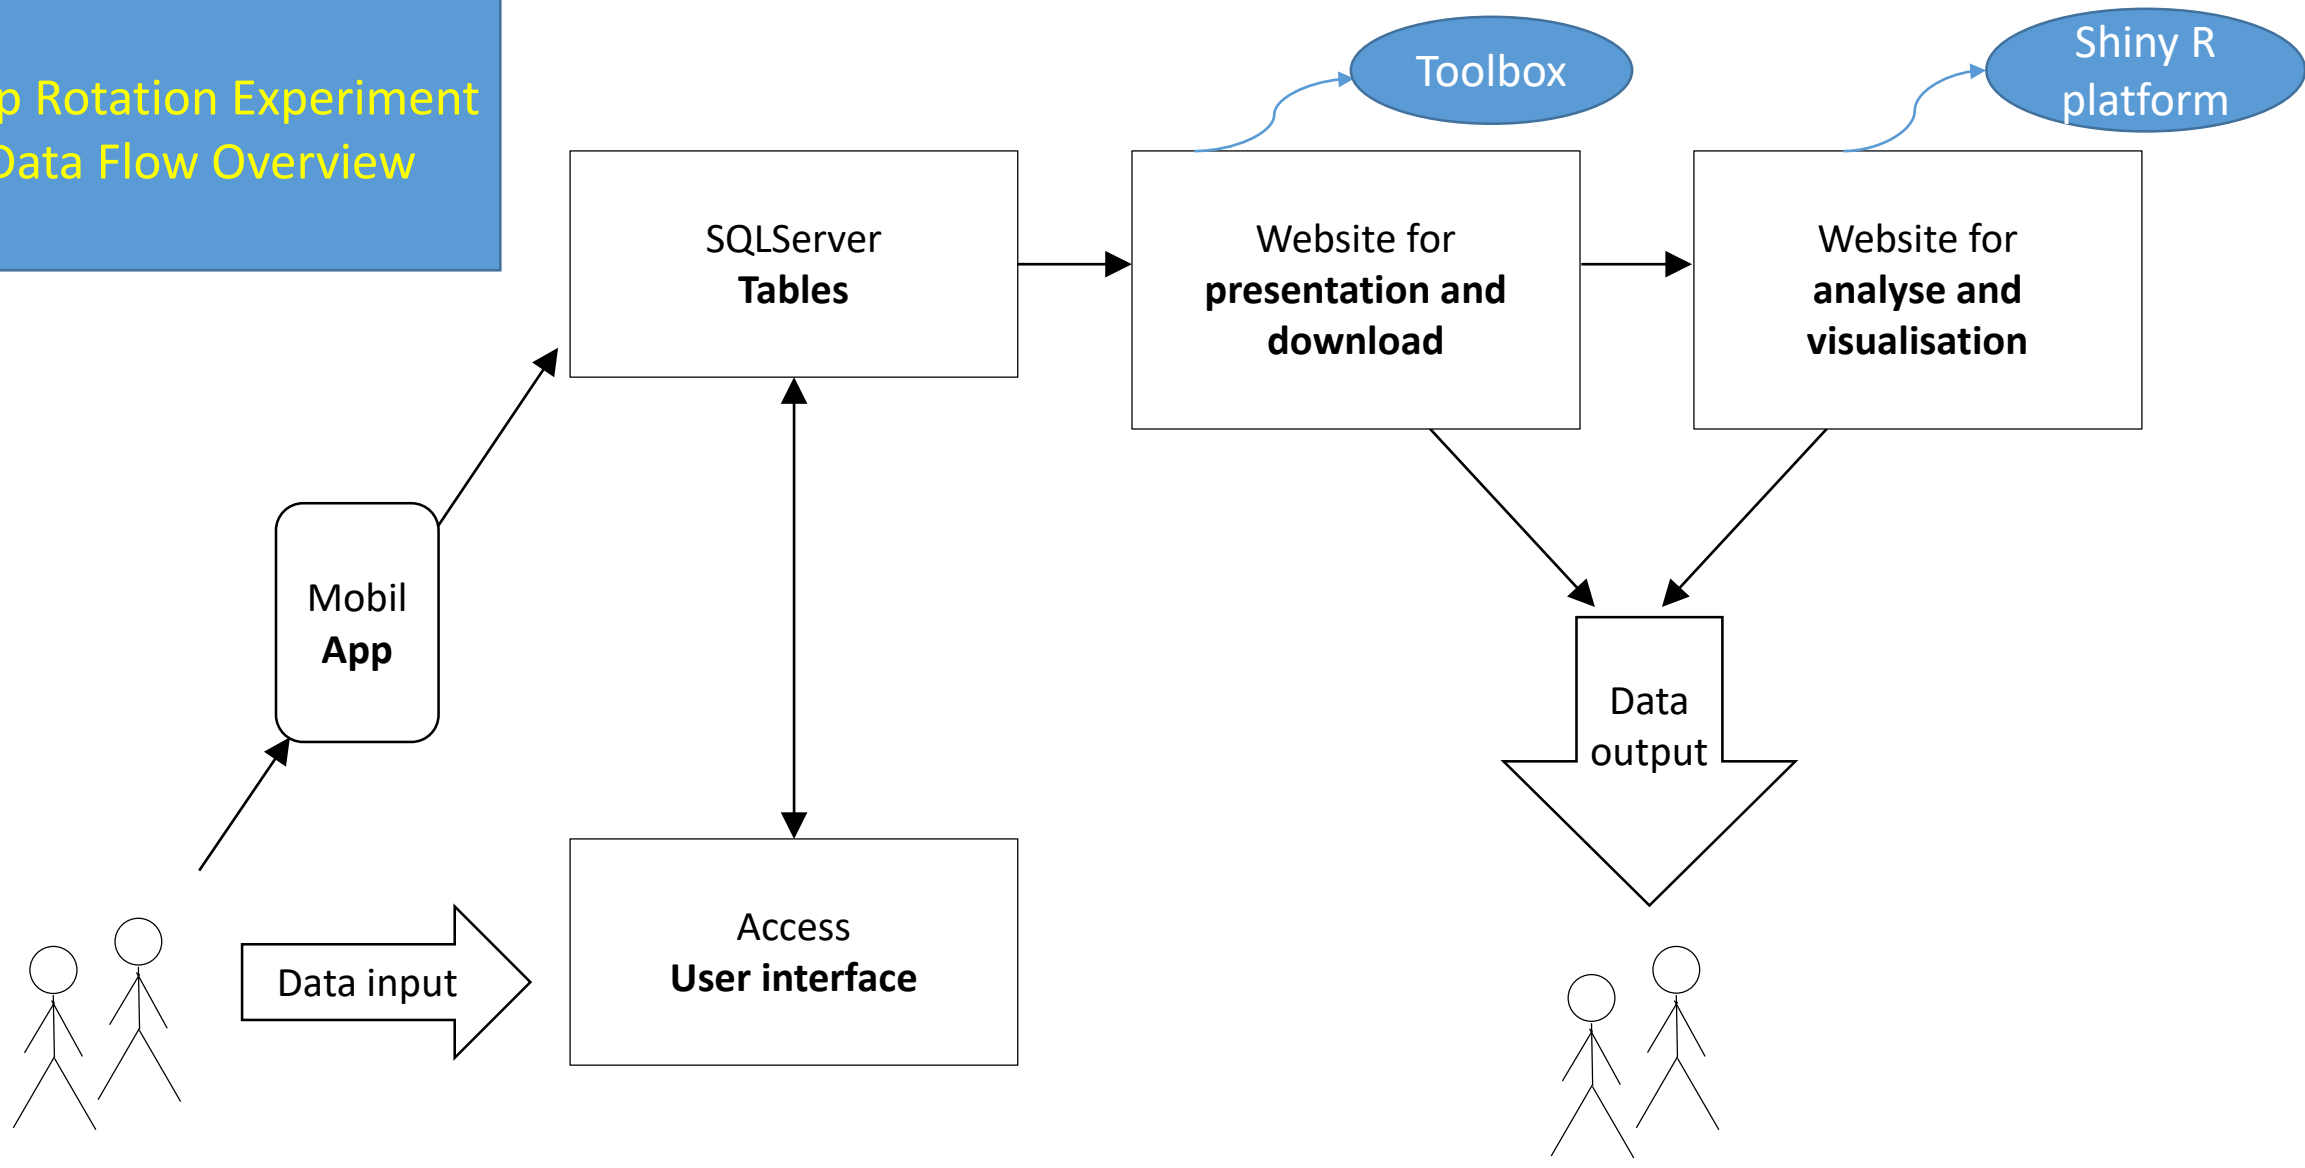 p Rotation Experiment
Data Flow Overview
Toolbox
Shiny R
platform
SQLServer
Tables
Website for
presentation and
download
Website for
analyse and
visualisation
Mobil
App
Data
output
Data input
Access
User interface